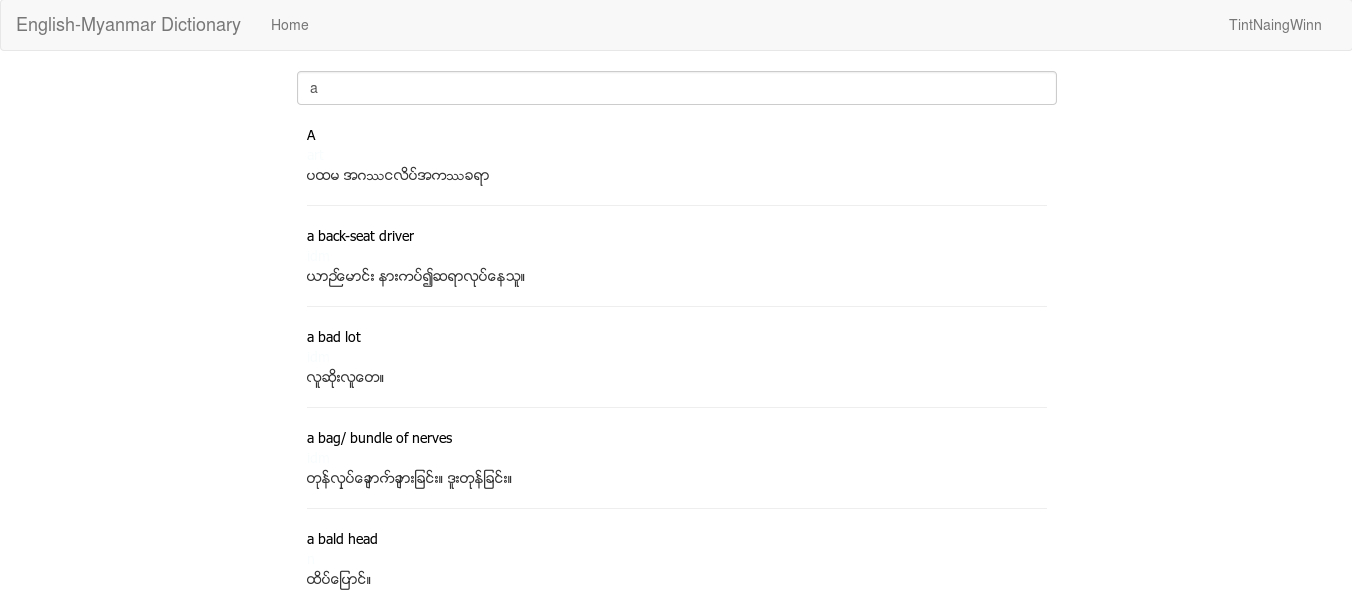 English-Myanmar Dictionary Home TintNaingWinn
a
A
ပထမ အဂဿငလိပ်အကဿခရာ
a back-seat driver
ယာဉ်မောင်း နားကပ်၍ဆရာလုပ်နေသူ။
a bad lot
လူဆိုးလူတေ။
a bag/ bundle of nerves
တုန်လှုပ်ချောက်ချားခြင်း။ ဒူးတုန်ခြင်း။
a bald head
ထိပ်ပြောင်။